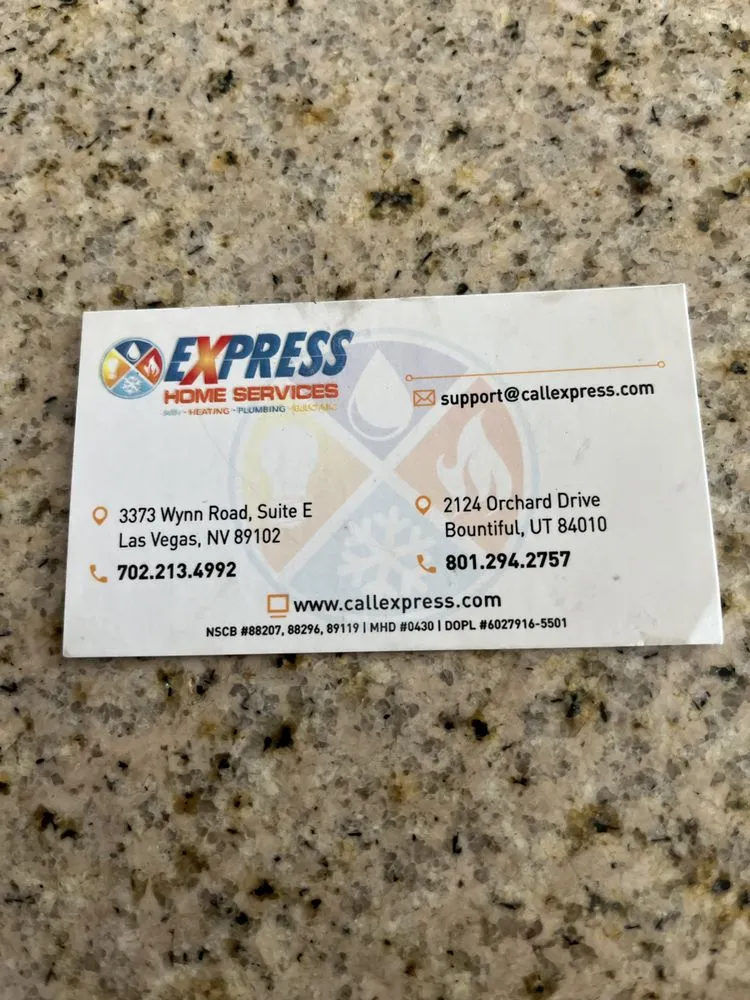 EXPRESS
HOME SERVICES
HEATING · PLUMBING
support@callexpress.com
3373 Wynn Road, Suite E
Las Vegas, NV 89102
702.213.4992
2124 Orchard Drive
Bountiful, UT 84010
801.294.2757
www.callexpress.com
NSCB #88207, 88296, 89119 | MHD #0430 | DOPL #6027916-5501